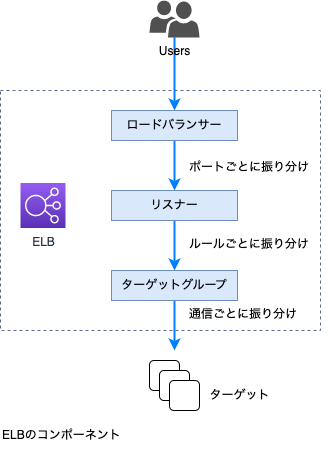 Users
ロードバランサー
ポートごとに振り分け
リスナー
ELB
ルールごとに振り分け
ターゲットグループ
通信ごとに振り分け
ターゲット
ELBのコンポーネント